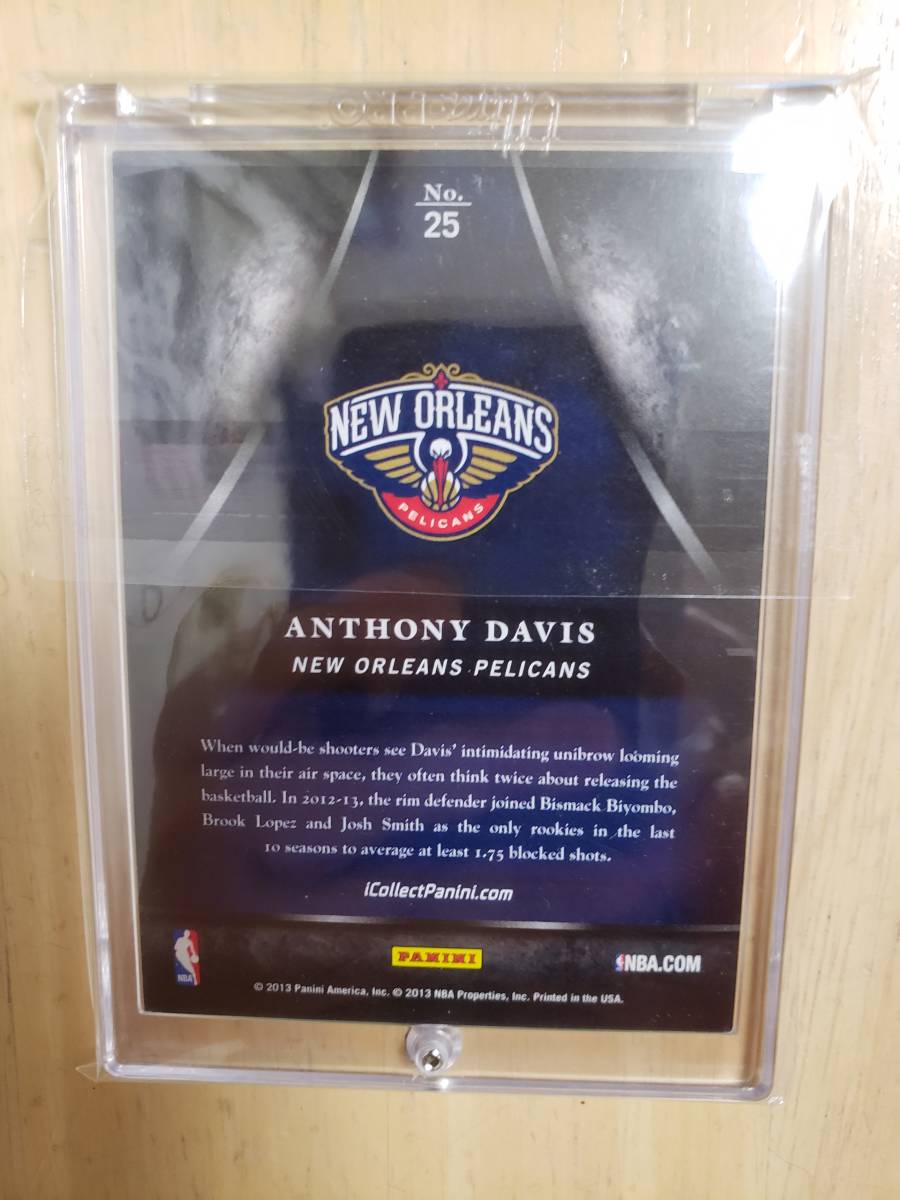 UltraPRO.
No.
25
NEW ORLEANS
PELICANS
ANTHONY DAVIS
NEW ORLEANS PELICANS
When would-be shooters see Davis' intimidating unibrow looming
large in their air space, they often think twice about releasing the
basketball. In 2012-13, the rim defender joined Bismack Biyombo,
Brook Lopez and Josh Smith as the only rookies in the last
10 seasons to average at least 1.75 blocked shots.
iCollectPanini.com
NBA
PANINI
NBA.COM
© 2013 Panini America, Inc. © 2013 NBA Properties, Inc. Printed in the USA.